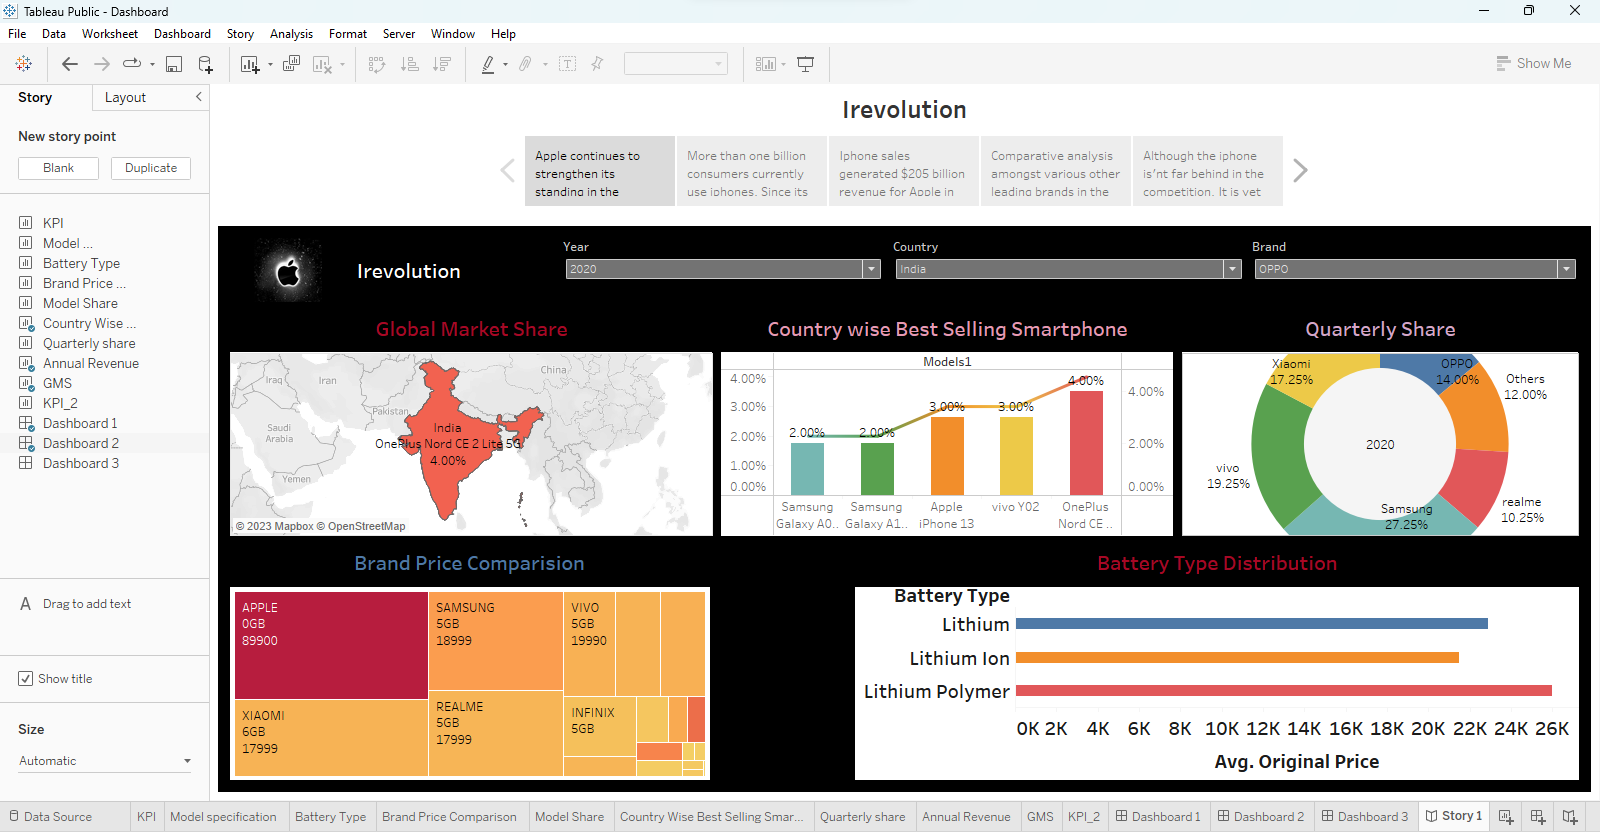 Tableau Public - Dashboard
File Data Worksheet Dashboard Story Analysis Format Server Window Help
Show Me
Story Layout
New story point
Blank Duplicate
KPI
Model ...
Battery Type
Brand Price ...
Model Share
Country Wise ...
Quarterly share
Annual Revenue
GMS
KPI_2
Dashboard 1
Dashboard 2
Dashboard 3
A Drag to add text
Show title
Size
Automatic
Irevolution
Apple continues to
strengthen its
standing in the
More than one billion
consumers currently
use iphones. Since its
Iphone sales
generated $205 billion
revenue for Apple in
Comparative analysis
amongst various other
leading brands in the
Although the iphone
is'nt far behind in the
competition. It is yet
Irevolution
Year
2020
Country
India
Brand
OPPO
Global Market Share
Iraq
Iran
China
Pakistan
Saudi
Arabia
Yemen
India
OnePlus Nord CE 2 Lite 5G
4.00%
© 2023 Mapbox © OpenStreetMap
Country wise Best Selling Smartphone
Models1
4.00%
3.00%
2.00%
1.00%
0.00%
2.00% 2.00% 3.00% 3.00% 4.00%
4.00%
2.00%
0.00%
Samsung
Galaxy A0..
Samsung
Galaxy A1..
Apple
iPhone 13
vivo Y02
OnePlus
Nord CE ..
Quarterly Share
Xiaomi
17.25%
OPPO
14.00%
Others
12.00%
2020
vivo
19.25%
Samsung
27.25%
realme
10.25%
Brand Price Comparision
APPLE
0GB
89900
SAMSUNG
5GB
18999
VIVO
5GB
19990
XIAOMI
6GB
17999
REALME
5GB
17999
INFINIX
5GB
Battery Type Distribution
Battery Type
Lithium
Lithium Ion
Lithium Polymer
0K 2K 4K 6K 8K 10K 12K 14K 16K 18K 20K 22K 24K 26K
Avg. Original Price
Data Source KPI Model specification Battery Type Brand Price Comparison Model Share Country Wise Best Selling Smar... Quarterly share Annual Revenue GMS KPI_2 Dashboard 1 Dashboard 2 Dashboard 3 Story 1